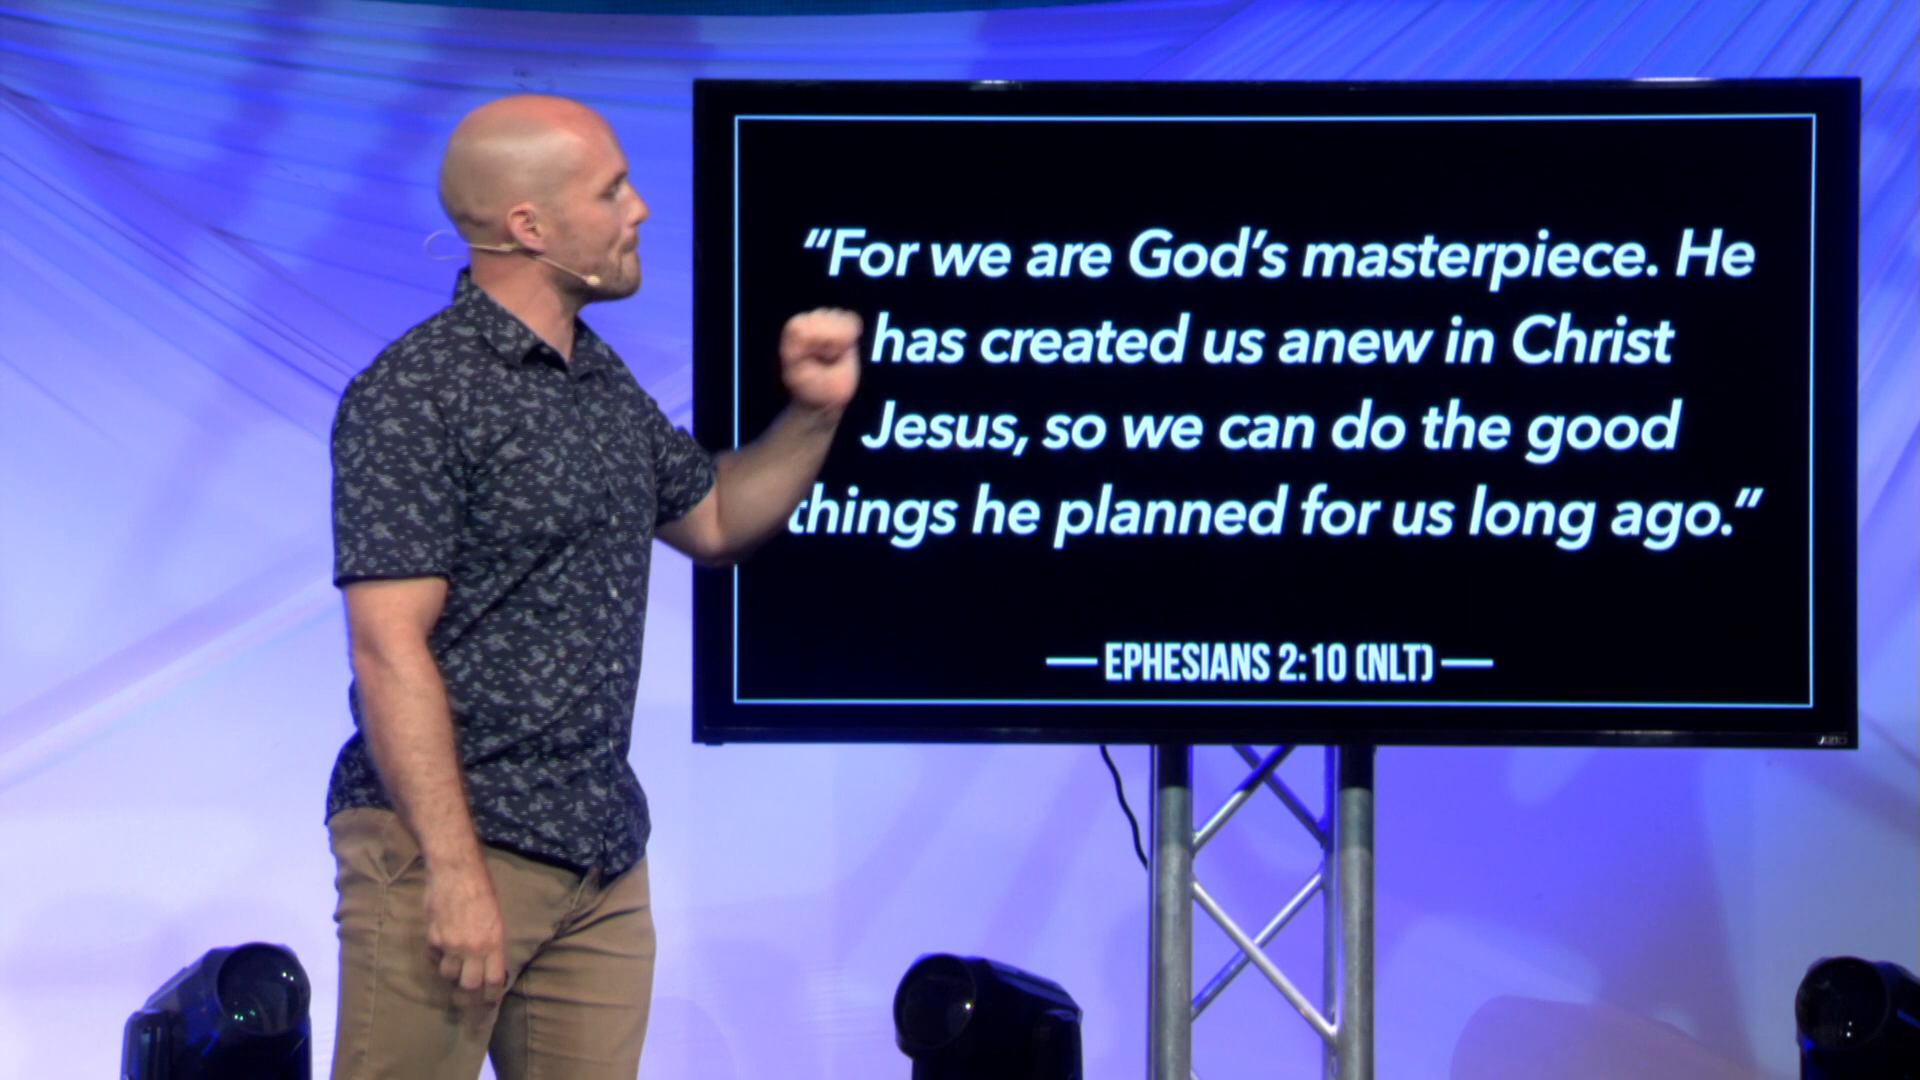 “For we are God’s masterpiece. He
has created us anew in Christ
Jesus, so we can do the good
things he planned for us long ago.”
— EPHESIANS 2:10 (NLT) —
VIZIO